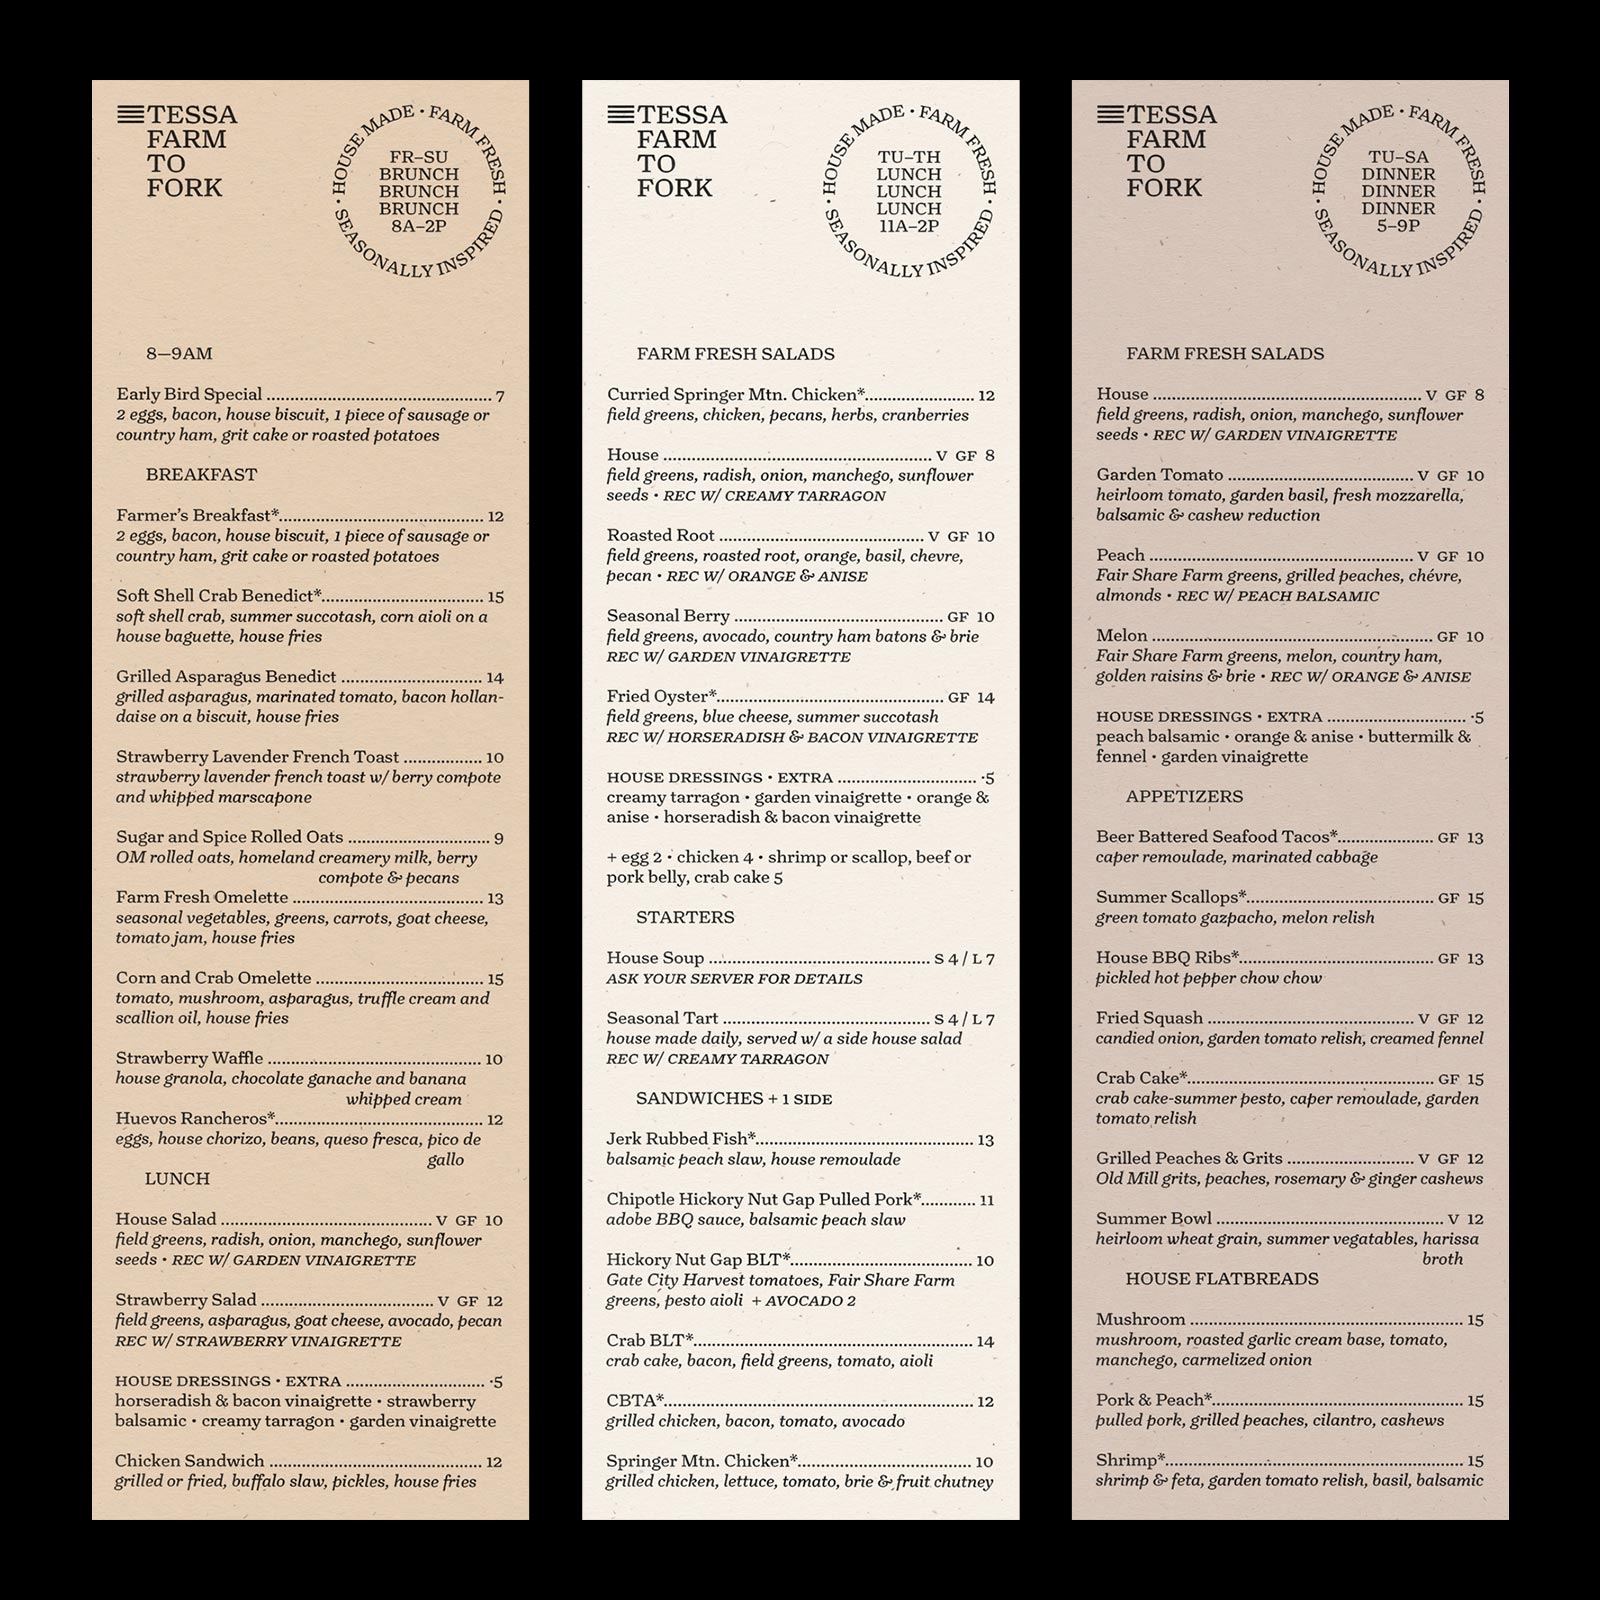 TESSA
FARM
TO
FORK
HOUSE MADE • FARM FRESH • SEASONALLY INSPIRED •
FR–SU
BRUNCH
BRUNCH
BRUNCH
8A–2P
8—9AM
Early Bird Special ........ 7
2 eggs, bacon, house biscuit, 1 piece of sausage or
country ham, grit cake or roasted potatoes
BREAKFAST
Farmer's Breakfast* ........ 12
2 eggs, bacon, house biscuit, 1 piece of sausage or
country ham, grit cake or roasted potatoes
Soft Shell Crab Benedict* ........ 15
soft shell crab, summer succotash, corn aioli on a
house baguette, house fries
Grilled Asparagus Benedict ........ 14
grilled asparagus, marinated tomato, bacon hollan-
daise on a biscuit, house fries
Strawberry Lavender French Toast ........ 10
strawberry lavender french toast w/ berry compote
and whipped marscapone
Sugar and Spice Rolled Oats ........ 9
OM rolled oats, homeland creamery milk, berry
compote & pecans
Farm Fresh Omelette ........ 13
seasonal vegetables, greens, carrots, goat cheese,
tomato jam, house fries
Corn and Crab Omelette ........ 15
tomato, mushroom, asparagus, truffle cream and
scallion oil, house fries
Strawberry Waffle ........ 10
house granola, chocolate ganache and banana
whipped cream
Huevos Rancheros* ........ 12
eggs, house chorizo, beans, queso fresca, pico de
gallo
LUNCH
House Salad ........ V GF 10
field greens, radish, onion, manchego, sunflower
seeds • REC W/ GARDEN VINAIGRETTE
Strawberry Salad ........ V GF 12
field greens, asparagus, goat cheese, avocado, pecan
REC W/ STRAWBERRY VINAIGRETTE
HOUSE DRESSINGS • EXTRA ........ ·5
horseradish & bacon vinaigrette • strawberry
balsamic • creamy tarragon • garden vinaigrette
Chicken Sandwich ........ 12
grilled or fried, buffalo slaw, pickles, house fries
TESSA
FARM
TO
FORK
HOUSE MADE • FARM FRESH • SEASONALLY INSPIRED •
TU–TH
LUNCH
LUNCH
LUNCH
11A–2P
FARM FRESH SALADS
Curried Springer Mtn. Chicken* ........ 12
field greens, chicken, pecans, herbs, cranberries
House ........ V GF 8
field greens, radish, onion, manchego, sunflower
seeds • REC W/ CREAMY TARRAGON
Roasted Root ........ V GF 10
field greens, roasted root, orange, basil, chevre,
pecan • REC W/ ORANGE & ANISE
Seasonal Berry ........ GF 10
field greens, avocado, country ham batons & brie
REC W/ GARDEN VINAIGRETTE
Fried Oyster* ........ GF 14
field greens, blue cheese, summer succotash
REC W/ HORSERADISH & BACON VINAIGRETTE
HOUSE DRESSINGS • EXTRA ........ ·5
creamy tarragon • garden vinaigrette • orange &
anise • horseradish & bacon vinaigrette
+ egg 2 • chicken 4 • shrimp or scallop, beef or
pork belly, crab cake 5
STARTERS
House Soup ........ S 4 / L 7
ASK YOUR SERVER FOR DETAILS
Seasonal Tart ........ S 4 / L 7
house made daily, served w/ a side house salad
REC W/ CREAMY TARRAGON
SANDWICHES + 1 SIDE
Jerk Rubbed Fish* ........ 13
balsamic peach slaw, house remoulade
Chipotle Hickory Nut Gap Pulled Pork* ........ 11
adobe BBQ sauce, balsamic peach slaw
Hickory Nut Gap BLT* ........ 10
Gate City Harvest tomatoes, Fair Share Farm
greens, pesto aioli + AVOCADO 2
Crab BLT* ........ 14
crab cake, bacon, field greens, tomato, aioli
CBTA* ........ 12
grilled chicken, bacon, tomato, avocado
Springer Mtn. Chicken* ........ 10
grilled chicken, lettuce, tomato, brie & fruit chutney
TESSA
FARM
TO
FORK
HOUSE MADE • FARM FRESH • SEASONALLY INSPIRED •
TU–SA
DINNER
DINNER
DINNER
5–9P
FARM FRESH SALADS
House ........ V GF 8
field greens, radish, onion, manchego, sunflower
seeds • REC W/ GARDEN VINAIGRETTE
Garden Tomato ........ V GF 10
heirloom tomato, garden basil, fresh mozzarella,
balsamic & cashew reduction
Peach ........ V GF 10
Fair Share Farm greens, grilled peaches, chévre,
almonds • REC W/ PEACH BALSAMIC
Melon ........ GF 10
Fair Share Farm greens, melon, country ham,
golden raisins & brie • REC W/ ORANGE & ANISE
HOUSE DRESSINGS • EXTRA ........ ·5
peach balsamic • orange & anise • buttermilk &
fennel • garden vinaigrette
APPETIZERS
Beer Battered Seafood Tacos* ........ GF 13
caper remoulade, marinated cabbage
Summer Scallops* ........ GF 15
green tomato gazpacho, melon relish
House BBQ Ribs* ........ GF 13
pickled hot pepper chow chow
Fried Squash ........ V GF 12
candied onion, garden tomato relish, creamed fennel
Crab Cake* ........ GF 15
crab cake-summer pesto, caper remoulade, garden
tomato relish
Grilled Peaches & Grits ........ V GF 12
Old Mill grits, peaches, rosemary & ginger cashews
Summer Bowl ........ V 12
heirloom wheat grain, summer vegatables, harissa
broth
HOUSE FLATBREADS
Mushroom ........ 15
mushroom, roasted garlic cream base, tomato,
manchego, carmelized onion
Pork & Peach* ........ 15
pulled pork, grilled peaches, cilantro, cashews
Shrimp* ........ 15
shrimp & feta, garden tomato relish, basil, balsamic